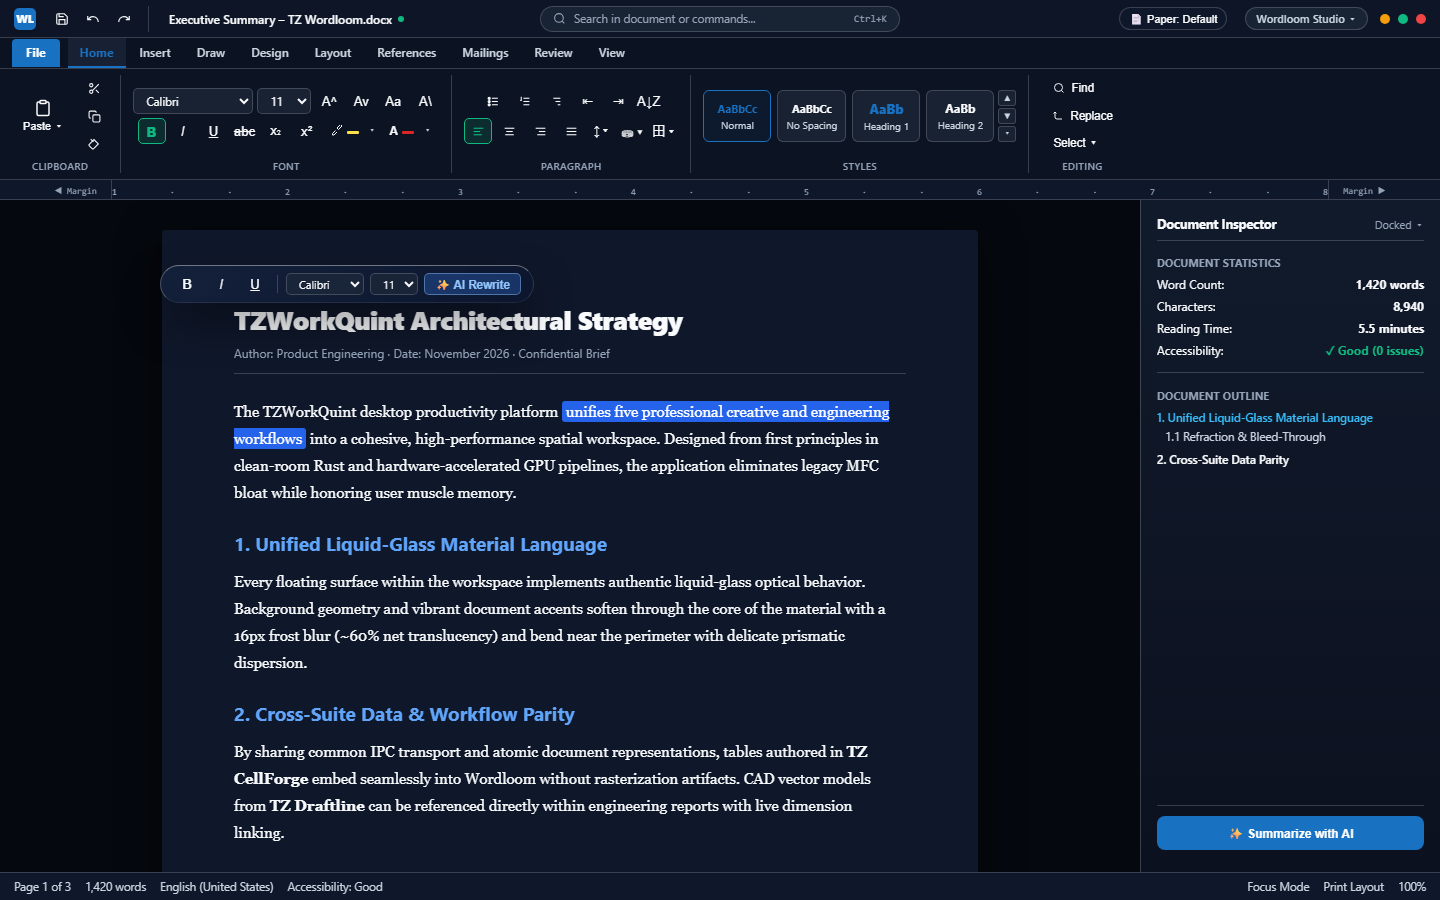 WL
Executive Summary – TZ Wordloom.docx
Search in document or commands...
Ctrl+K
Paper: Default
Wordloom Studio
File
Home
Insert
Draw
Design
Layout
References
Mailings
Review
View
Paste
CLIPBOARD
Calibri
11
A^
Av
Aa
A\
B
I
U
abc
x₂
x²
A
FONT
A↓Z
PARAGRAPH
AaBbCc
Normal
AaBbCc
No Spacing
AaBb
Heading 1
AaBb
Heading 2
STYLES
Find
Replace
Select
EDITING
◀ Margin
1
2
3
4
5
6
7
8
Margin ▶
B
I
U
Calibri
11
✨ AI Rewrite
TZWorkQuint Architectural Strategy
Author: Product Engineering · Date: November 2026 · Confidential Brief
The TZWorkQuint desktop productivity platform unifies five professional creative and engineering
workflows into a cohesive, high-performance spatial workspace. Designed from first principles in
clean-room Rust and hardware-accelerated GPU pipelines, the application eliminates legacy MFC
bloat while honoring user muscle memory.
1. Unified Liquid-Glass Material Language
Every floating surface within the workspace implements authentic liquid-glass optical behavior.
Background geometry and vibrant document accents soften through the core of the material with a
16px frost blur (~60% net translucency) and bend near the perimeter with delicate prismatic
dispersion.
2. Cross-Suite Data & Workflow Parity
By sharing common IPC transport and atomic document representations, tables authored in TZ
CellForge embed seamlessly into Wordloom without rasterization artifacts. CAD vector models
from TZ Draftline can be referenced directly within engineering reports with live dimension
linking.
Document Inspector
Docked
DOCUMENT STATISTICS
Word Count: 1,420 words
Characters: 8,940
Reading Time: 5.5 minutes
Accessibility: ✓ Good (0 issues)
DOCUMENT OUTLINE
1. Unified Liquid-Glass Material Language
1.1 Refraction & Bleed-Through
2. Cross-Suite Data Parity
✨ Summarize with AI
Page 1 of 3
1,420 words
English (United States)
Accessibility: Good
Focus Mode
Print Layout
100%